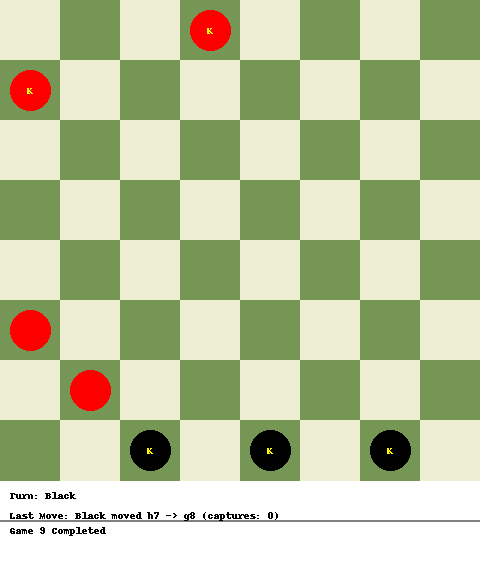 K
K
K K K
Turn: Black
Last Move: Black moved h7 -> g8 (captures: 0)
Game 9 Completed